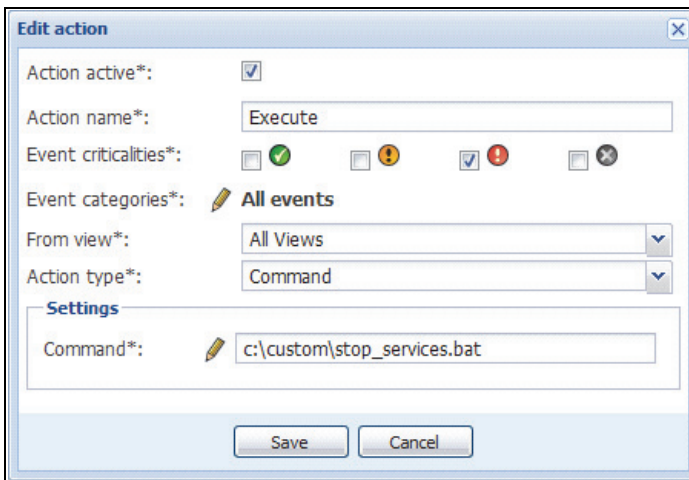 Edit action
Action active*:
Action name*: Execute
Event criticalities*:
Event categories*: All events
From view*: All Views
Action type*: Command
Settings
Command*: c:\custom\stop_services.bat
Save Cancel